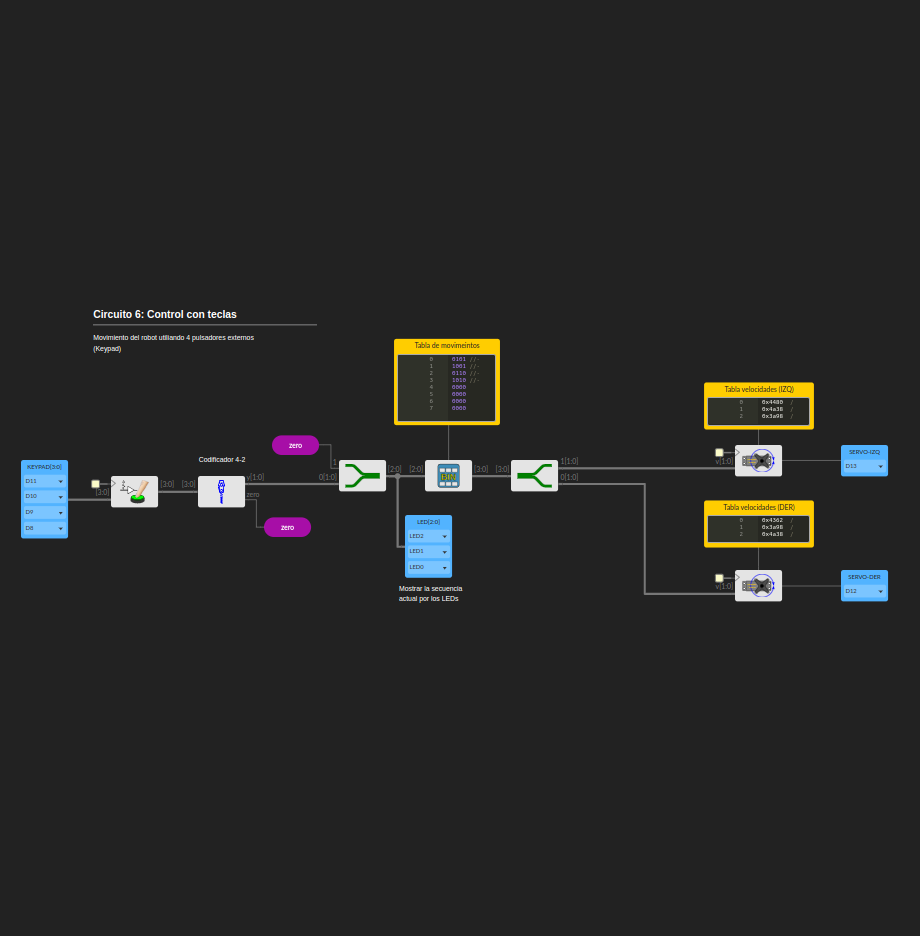 Circuito 6: Control con teclas
Movimiento del robot utiliando 4 pulsadores externos
(Keypad)
Tabla de movimeintos
0 0101 //-
1 1001 //-
2 0110 //-
3 1010 //-
4 0000
5 0000
6 0000
7 0000
Tabla velocidades (IZQ)
0 0x4480 /
1 0x4a38 /
2 0x3a98 /
zero
Codificador 4-2
KEYPAD[3:0]
D11
D10
D9
D8
[3:0]
[3:0]
[3:0]
v[1:0]
zero
zero
1
0[1:0]
[2:0]
[2:0]
[3:0]
[3:0]
1[1:0]
0[1:0]
v[1:0]
SERVO-IZQ
D13
LED[2:0]
LED2
LED1
LED0
Mostrar la secuencia
actual por los LEDs
Tabla velocidades (DER)
0 0x4362 /
1 0x3a98 /
2 0x4a38 /
v[1:0]
SERVO-DER
D12